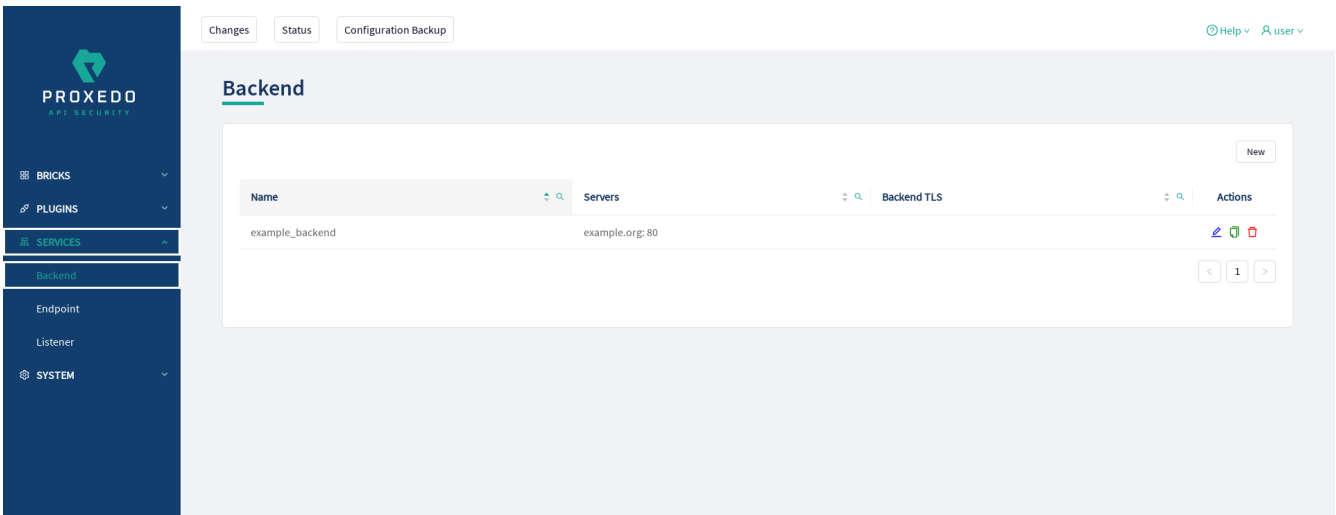 Changes Status Configuration Backup Help user
PROXEDO
API SECURITY
Backend
New
BRICKS
PLUGINS
SERVICES
Backend
Endpoint
Listener
SYSTEM
Name Servers Backend TLS Actions
example_backend example.org: 80
< 1 >